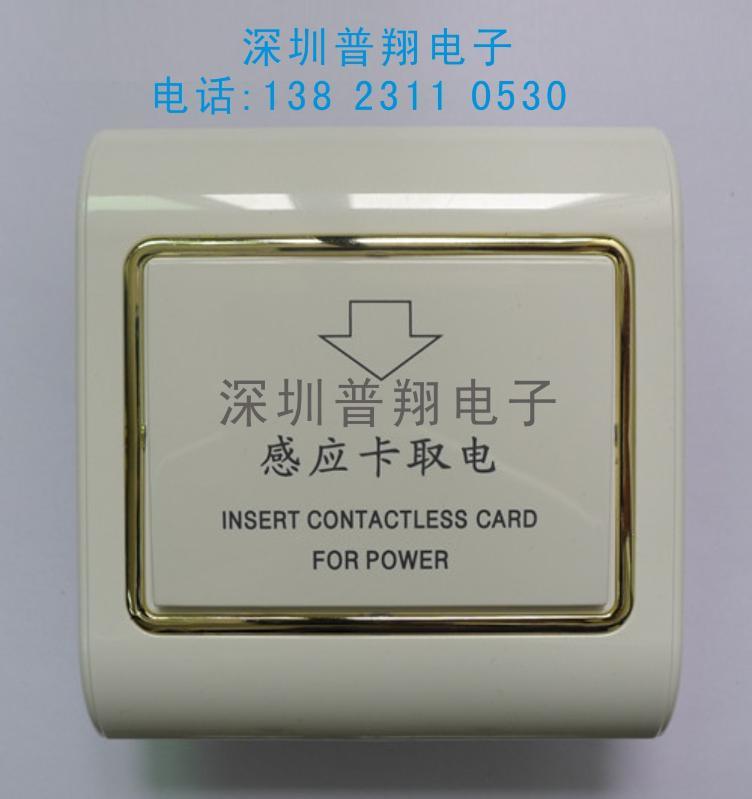 深圳普翔电子
电话:138 2311 0530
深圳普翔电子
感应卡取电
INSERT CONTACTLESS CARD
FOR POWER